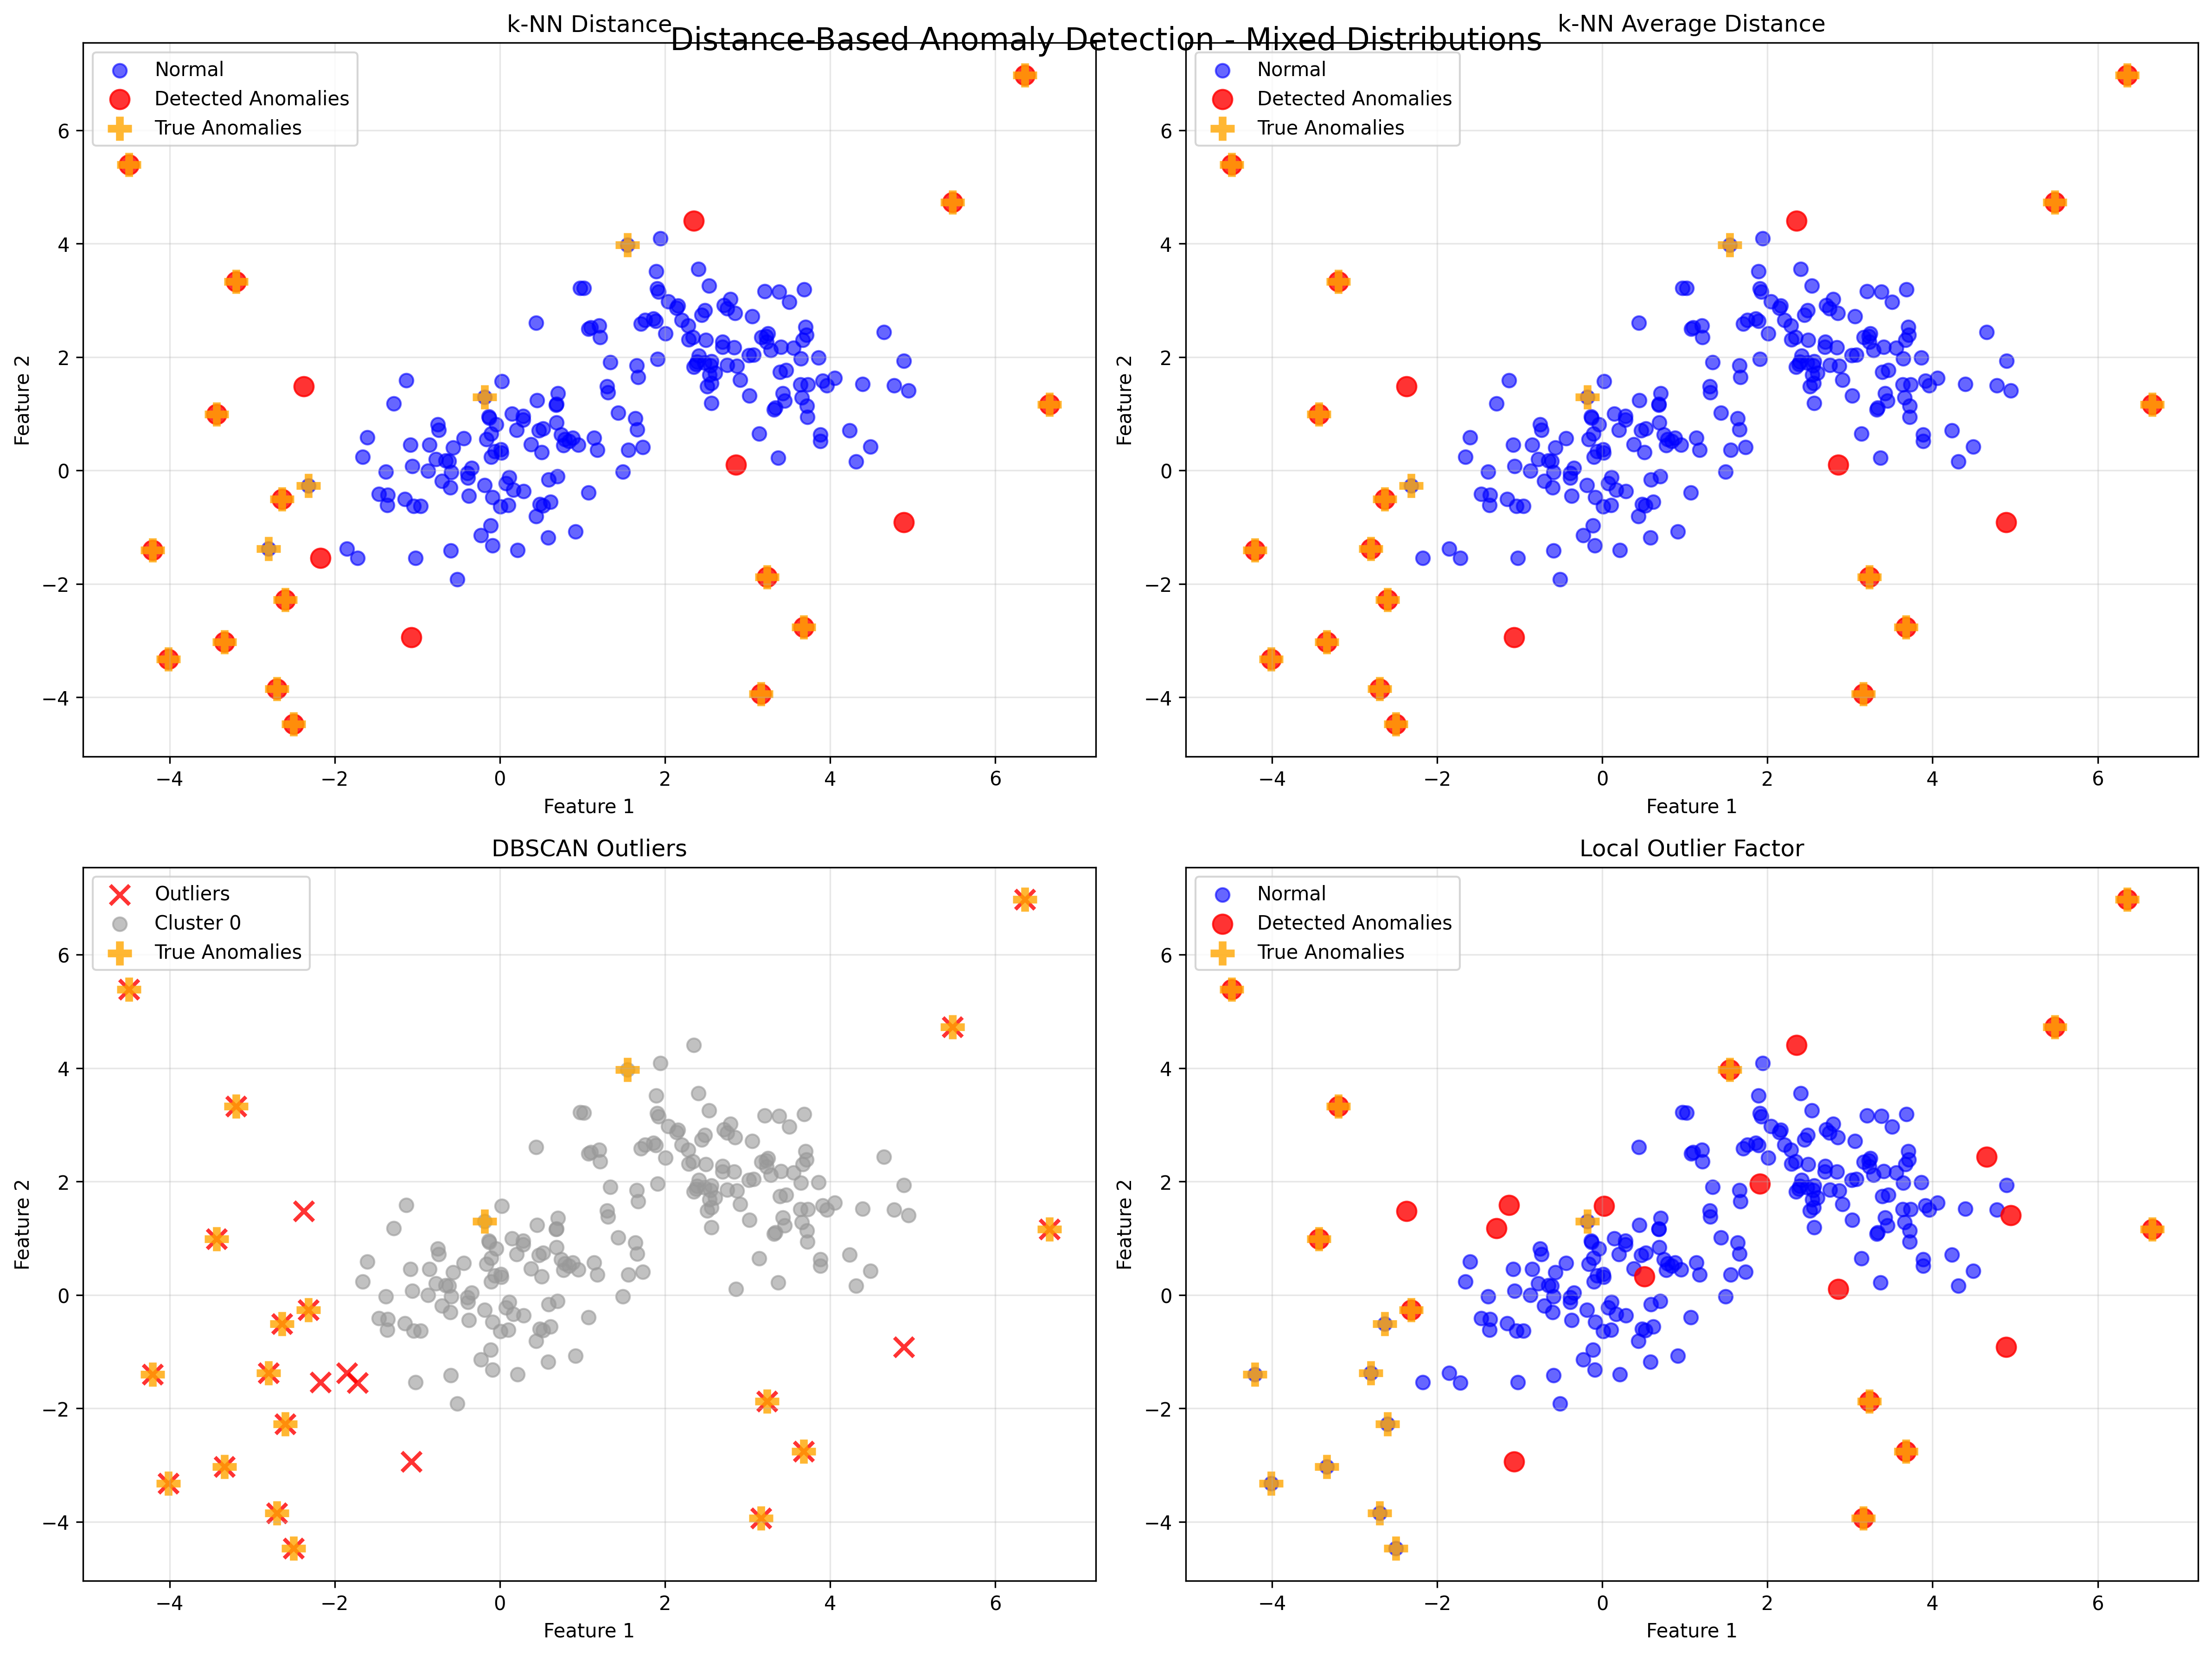 Distance-Based Anomaly Detection - Mixed Distributions
k-NN Distance
Normal
Detected Anomalies
True Anomalies
6
4
2
0
−2
−4
Feature 2
−4 −2 0 2 4 6
Feature 1
k-NN Average Distance
Normal
Detected Anomalies
True Anomalies
6
4
2
0
−2
−4
Feature 2
−4 −2 0 2 4 6
Feature 1
DBSCAN Outliers
Outliers
Cluster 0
True Anomalies
6
4
2
0
−2
−4
Feature 2
−4 −2 0 2 4 6
Feature 1
Local Outlier Factor
Normal
Detected Anomalies
True Anomalies
6
4
2
0
−2
−4
Feature 2
−4 −2 0 2 4 6
Feature 1